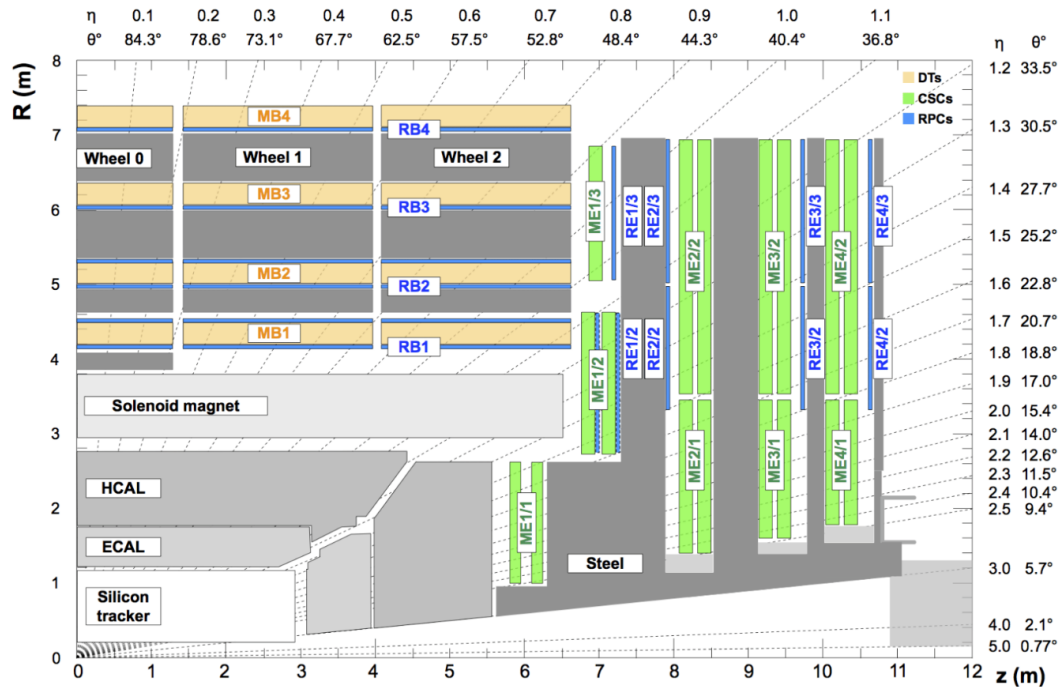 η 0.1 0.2 0.3 0.4 0.5 0.6 0.7 0.8 0.9 1.0 1.1
θ° 84.3° 78.6° 73.1° 67.7° 62.5° 57.5° 52.8° 48.4° 44.3° 40.4° 36.8° η θ°
R (m)
8
7
6
5
4
3
2
1
0
1.2 33.5°
1.3 30.5°
1.4 27.7°
1.5 25.2°
1.6 22.8°
1.7 20.7°
1.8 18.8°
1.9 17.0°
2.0 15.4°
2.1 14.0°
2.2 12.6°
2.3 11.5°
2.4 10.4°
2.5 9.4°
3.0 5.7°
4.0 2.1°
5.0 0.77°
DTs
CSCs
RPCs
MB4
RB4
Wheel 0
Wheel 1
Wheel 2
MB3
RB3
MB2
RB2
MB1
RB1
Solenoid magnet
HCAL
ECAL
Silicon
tracker
Steel
ME1/3
RE1/3
RE2/3
ME2/2
ME3/2
RE3/3
ME4/2
RE4/3
ME1/2
RE1/2
RE2/2
RE3/2
RE4/2
ME1/1
ME2/1
ME3/1
ME4/1
0 1 2 3 4 5 6 7 8 9 10 11 12
z (m)